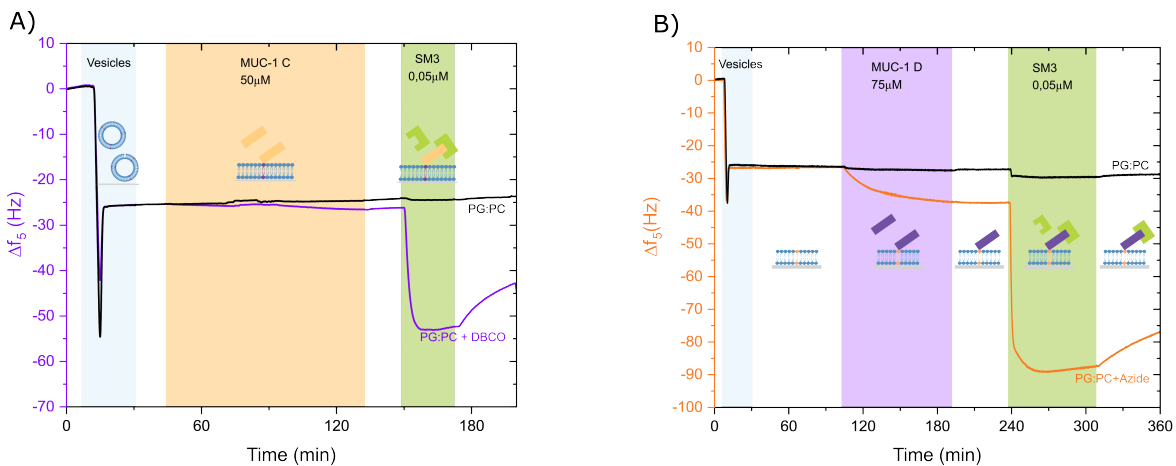 A)
Δf₅ (Hz)
10
0
-10
-20
-30
-40
-50
-60
-70
Vesicles
MUC-1 C
50μM
SM3
0,05μM
PG:PC
PG:PC + DBCO
0
60
120
180
Time (min)
B)
Δf₅(Hz)
10
0
-10
-20
-30
-40
-50
-60
-70
-80
-90
-100
Vesicles
MUC-1 D
75μM
SM3
0,05μM
PG:PC
PG:PC+Azide
0
60
120
180
240
300
360
Time (min)